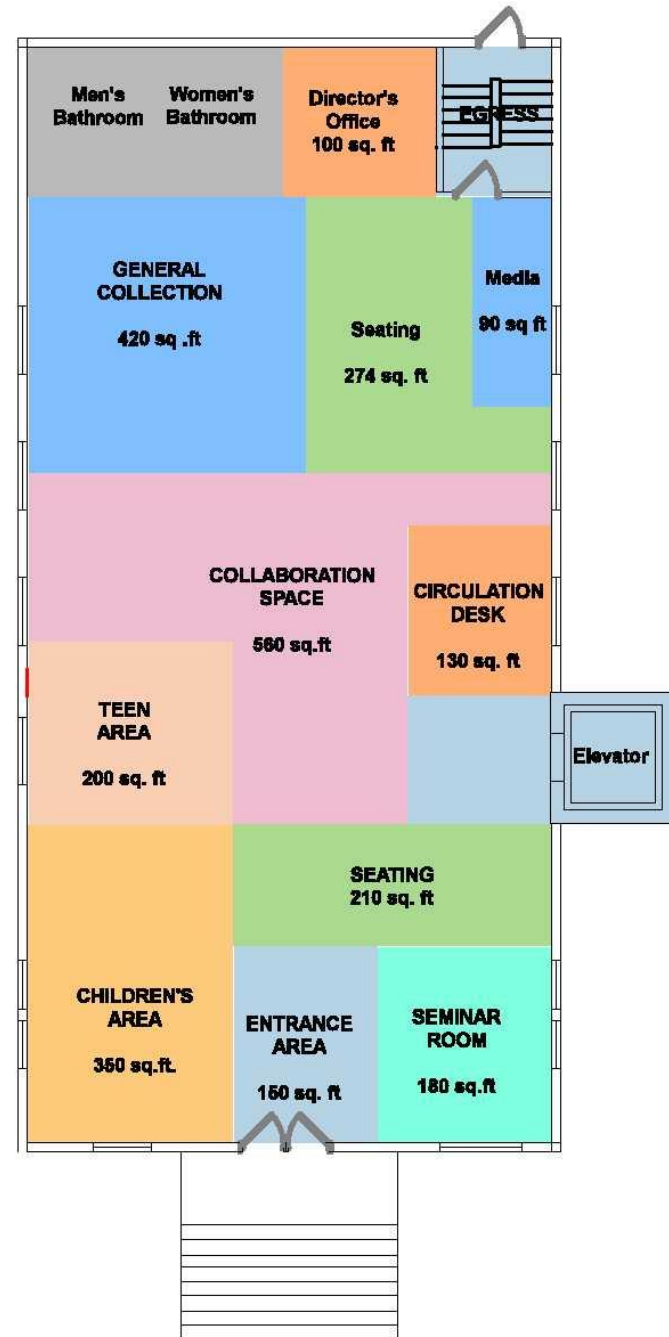 Men's
Bathroom
Women's
Bathroom
Director's
Office
100 sq. ft
EGRESS
GENERAL
COLLECTION
420 sq .ft
Seating
274 sq. ft
Media
90 sq ft
COLLABORATION
SPACE
560 sq.ft
CIRCULATION
DESK
130 sq. ft
TEEN
AREA
200 sq. ft
Elevator
SEATING
210 sq. ft
CHILDREN'S
AREA
350 sq.ft.
ENTRANCE
AREA
150 sq. ft
SEMINAR
ROOM
180 sq.ft